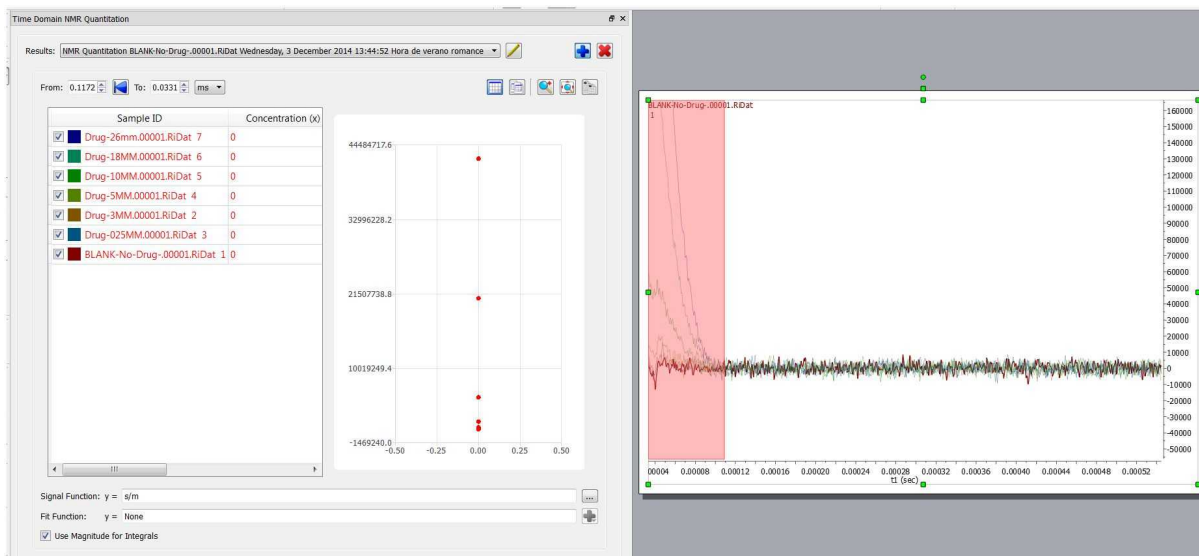 Time Domain NMR Quantitation
Results: NMR Quantitation BLANK-No-Drug-.00001.RiDat Wednesday, 3 December 2014 13:44:52 Hora de verano romance
From: 0.1172 To: 0.0331 ms
Sample ID Concentration (x)
Drug-26mm.00001.RiDat 7 0
Drug-18MM.00001.RiDat 6 0
Drug-10MM.00001.RiDat 5 0
Drug-5MM.00001.RiDat 4 0
Drug-3MM.00001.RiDat 2 0
Drug-025MM.00001.RiDat 3 0
BLANK-No-Drug-.00001.RiDat 1 0
44484717.6
32996228.2
21507738.8
10019249.4
-1469240.0
-0.50 -0.25 0.00 0.25 0.50
Signal Function: y = s/m
...
Fit Function: y = None
Use Magnitude for Integrals
BLANK-No-Drug-.00001.RiDat
1
160000
150000
140000
130000
120000
110000
100000
90000
80000
70000
60000
50000
40000
30000
20000
10000
0
-10000
-20000
-30000
-40000
-50000
.00004 0.00008 0.00012 0.00016 0.00020 0.00024 0.00028 0.00032 0.00036 0.00040 0.00044 0.00048 0.00052
t1 (sec)